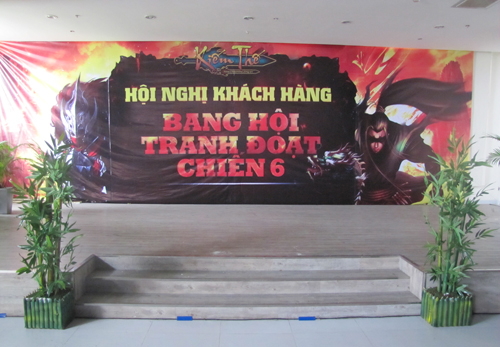 Kiếm Thế
HỘI NGHỊ KHÁCH HÀNG
BANG HỘI
TRANH ĐOẠT
CHIẾN 6